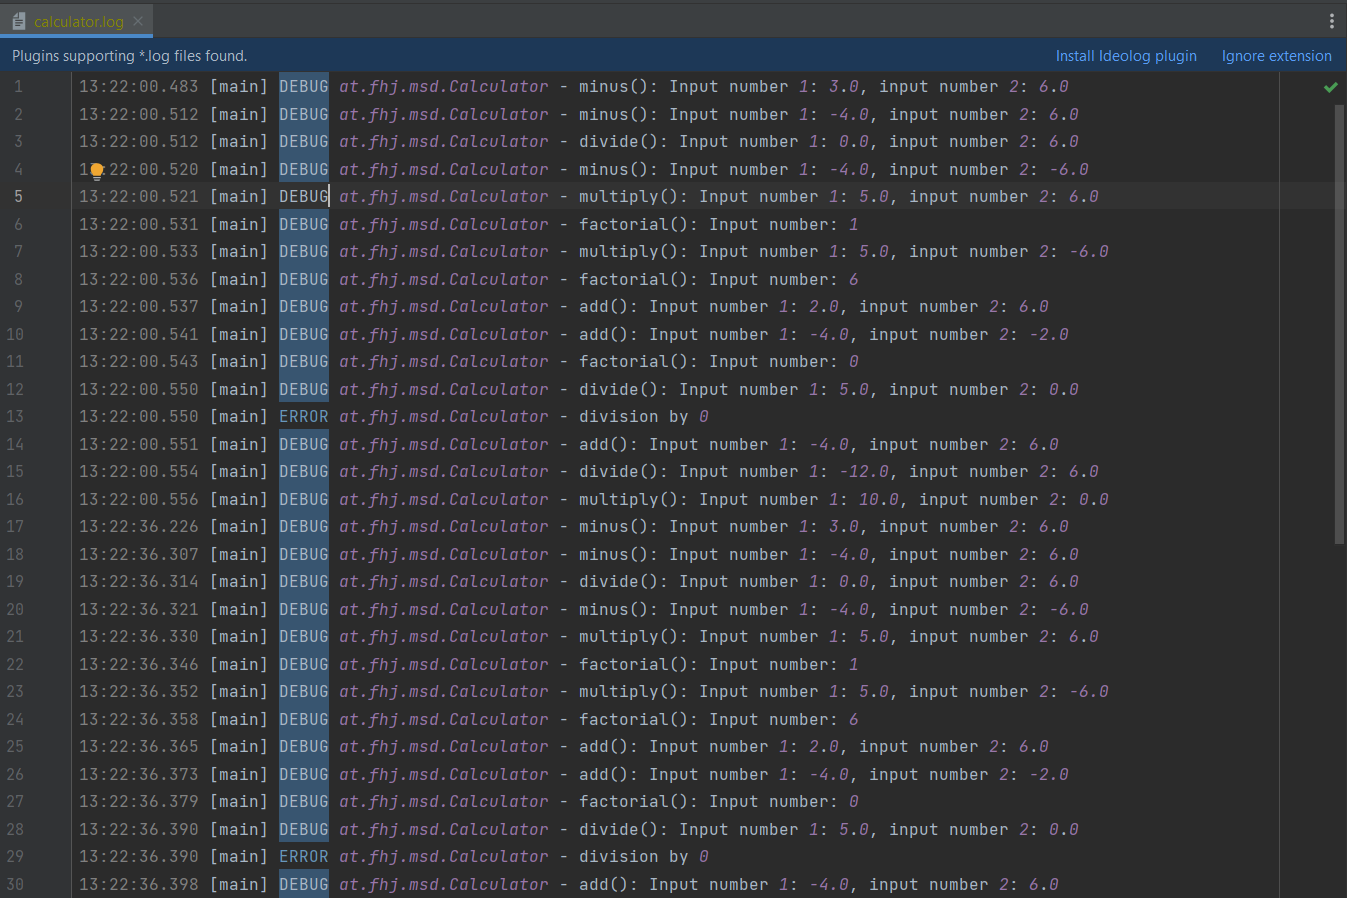 calculator.log
Plugins supporting *.log files found. Install Ideolog plugin Ignore extension
1 13:22:00.483 [main] DEBUG at.fhj.msd.Calculator - minus(): Input number 1: 3.0, input number 2: 6.0
2 13:22:00.512 [main] DEBUG at.fhj.msd.Calculator - minus(): Input number 1: -4.0, input number 2: 6.0
3 13:22:00.512 [main] DEBUG at.fhj.msd.Calculator - divide(): Input number 1: 0.0, input number 2: 6.0
4 13:22:00.520 [main] DEBUG at.fhj.msd.Calculator - minus(): Input number 1: -4.0, input number 2: -6.0
5 13:22:00.521 [main] DEBUG at.fhj.msd.Calculator - multiply(): Input number 1: 5.0, input number 2: 6.0
6 13:22:00.531 [main] DEBUG at.fhj.msd.Calculator - factorial(): Input number: 1
7 13:22:00.533 [main] DEBUG at.fhj.msd.Calculator - multiply(): Input number 1: 5.0, input number 2: -6.0
8 13:22:00.536 [main] DEBUG at.fhj.msd.Calculator - factorial(): Input number: 6
9 13:22:00.537 [main] DEBUG at.fhj.msd.Calculator - add(): Input number 1: 2.0, input number 2: 6.0
10 13:22:00.541 [main] DEBUG at.fhj.msd.Calculator - add(): Input number 1: -4.0, input number 2: -2.0
11 13:22:00.543 [main] DEBUG at.fhj.msd.Calculator - factorial(): Input number: 0
12 13:22:00.550 [main] DEBUG at.fhj.msd.Calculator - divide(): Input number 1: 5.0, input number 2: 0.0
13 13:22:00.550 [main] ERROR at.fhj.msd.Calculator - division by 0
14 13:22:00.551 [main] DEBUG at.fhj.msd.Calculator - add(): Input number 1: -4.0, input number 2: 6.0
15 13:22:00.554 [main] DEBUG at.fhj.msd.Calculator - divide(): Input number 1: -12.0, input number 2: 6.0
16 13:22:00.556 [main] DEBUG at.fhj.msd.Calculator - multiply(): Input number 1: 10.0, input number 2: 0.0
17 13:22:36.226 [main] DEBUG at.fhj.msd.Calculator - minus(): Input number 1: 3.0, input number 2: 6.0
18 13:22:36.307 [main] DEBUG at.fhj.msd.Calculator - minus(): Input number 1: -4.0, input number 2: 6.0
19 13:22:36.314 [main] DEBUG at.fhj.msd.Calculator - divide(): Input number 1: 0.0, input number 2: 6.0
20 13:22:36.321 [main] DEBUG at.fhj.msd.Calculator - minus(): Input number 1: -4.0, input number 2: -6.0
21 13:22:36.330 [main] DEBUG at.fhj.msd.Calculator - multiply(): Input number 1: 5.0, input number 2: 6.0
22 13:22:36.346 [main] DEBUG at.fhj.msd.Calculator - factorial(): Input number: 1
23 13:22:36.352 [main] DEBUG at.fhj.msd.Calculator - multiply(): Input number 1: 5.0, input number 2: -6.0
24 13:22:36.358 [main] DEBUG at.fhj.msd.Calculator - factorial(): Input number: 6
25 13:22:36.365 [main] DEBUG at.fhj.msd.Calculator - add(): Input number 1: 2.0, input number 2: 6.0
26 13:22:36.373 [main] DEBUG at.fhj.msd.Calculator - add(): Input number 1: -4.0, input number 2: -2.0
27 13:22:36.379 [main] DEBUG at.fhj.msd.Calculator - factorial(): Input number: 0
28 13:22:36.390 [main] DEBUG at.fhj.msd.Calculator - divide(): Input number 1: 5.0, input number 2: 0.0
29 13:22:36.390 [main] ERROR at.fhj.msd.Calculator - division by 0
30 13:22:36.398 [main] DEBUG at.fhj.msd.Calculator - add(): Input number 1: -4.0, input number 2: 6.0